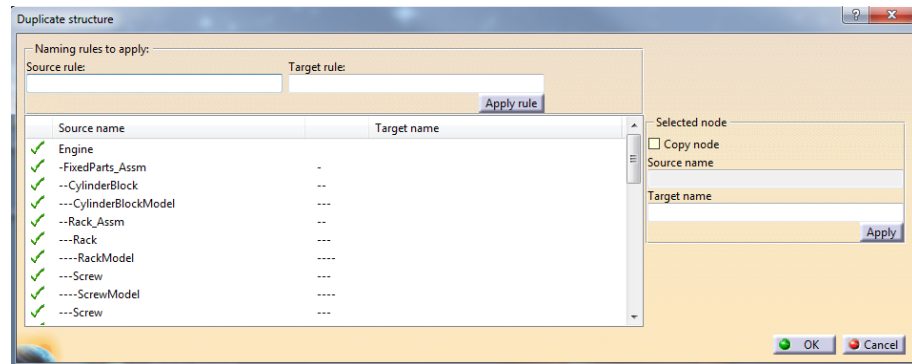 Duplicate structure
Naming rules to apply:
Source rule: Target rule:
Apply rule
Source name Target name
Engine
-FixedParts_Assm -
--CylinderBlock --
---CylinderBlockModel ---
--Rack_Assm --
---Rack ---
----RackModel ----
---Screw ---
----ScrewModel ----
---Screw ---
Selected node
Copy node
Source name
Target name
Apply
OK Cancel